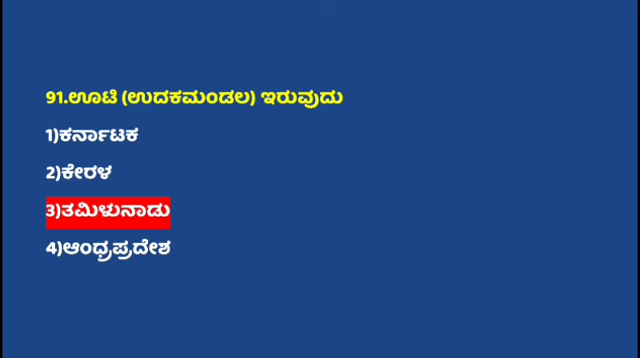 91.ಊಟಿ (ಉದಕಮಂಡಲ) ಇರುವುದು
1)ಕರ್ನಾಟಕ
2)ಕೇರಳ
3)ತಮಿಳುನಾಡು
4)ಆಂಧ್ರಪ್ರದೇಶ